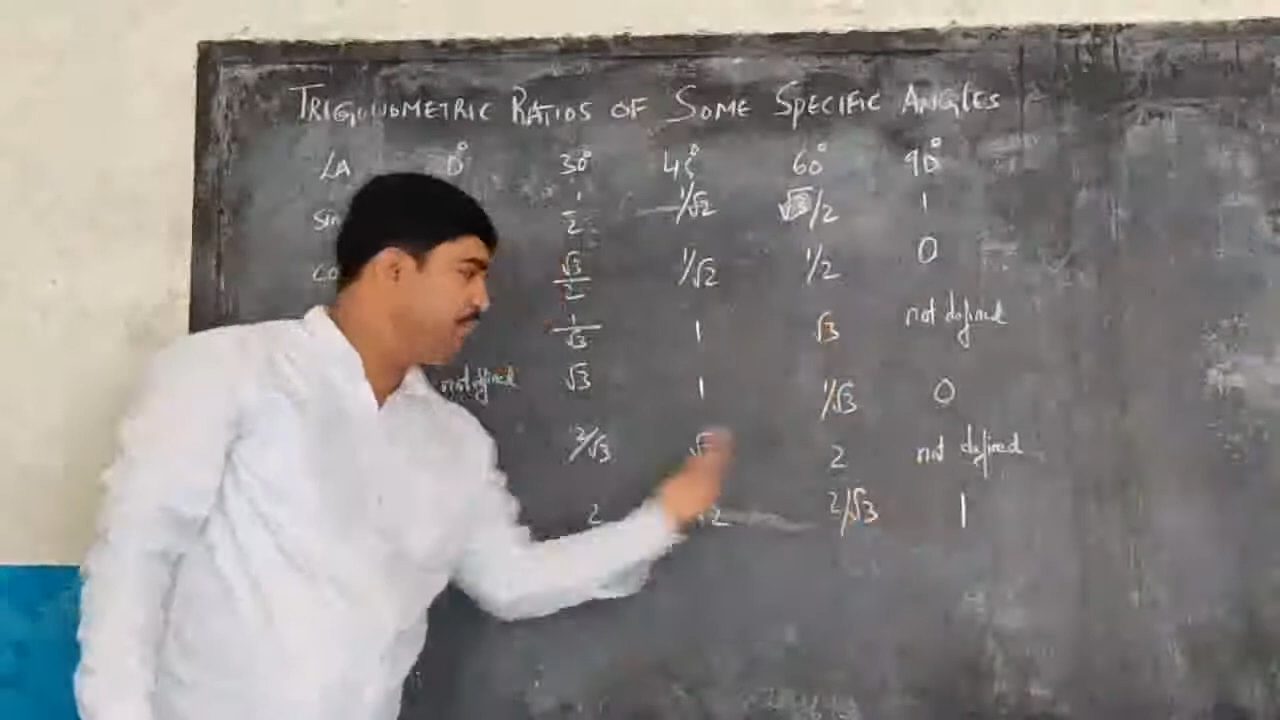 TRIGONOMETRIC RATIOS OF SOME SPECIFIC ANGLES
∠A 0° 30° 45° 60° 90°
sin 1/2 1/√2 √3/2 1
co √3/2 1/√2 1/2 0
1/√3 1 √3 not defined
not defined √3 1 1/√3 0
2/√3 2 not defined
2 2/√3 1